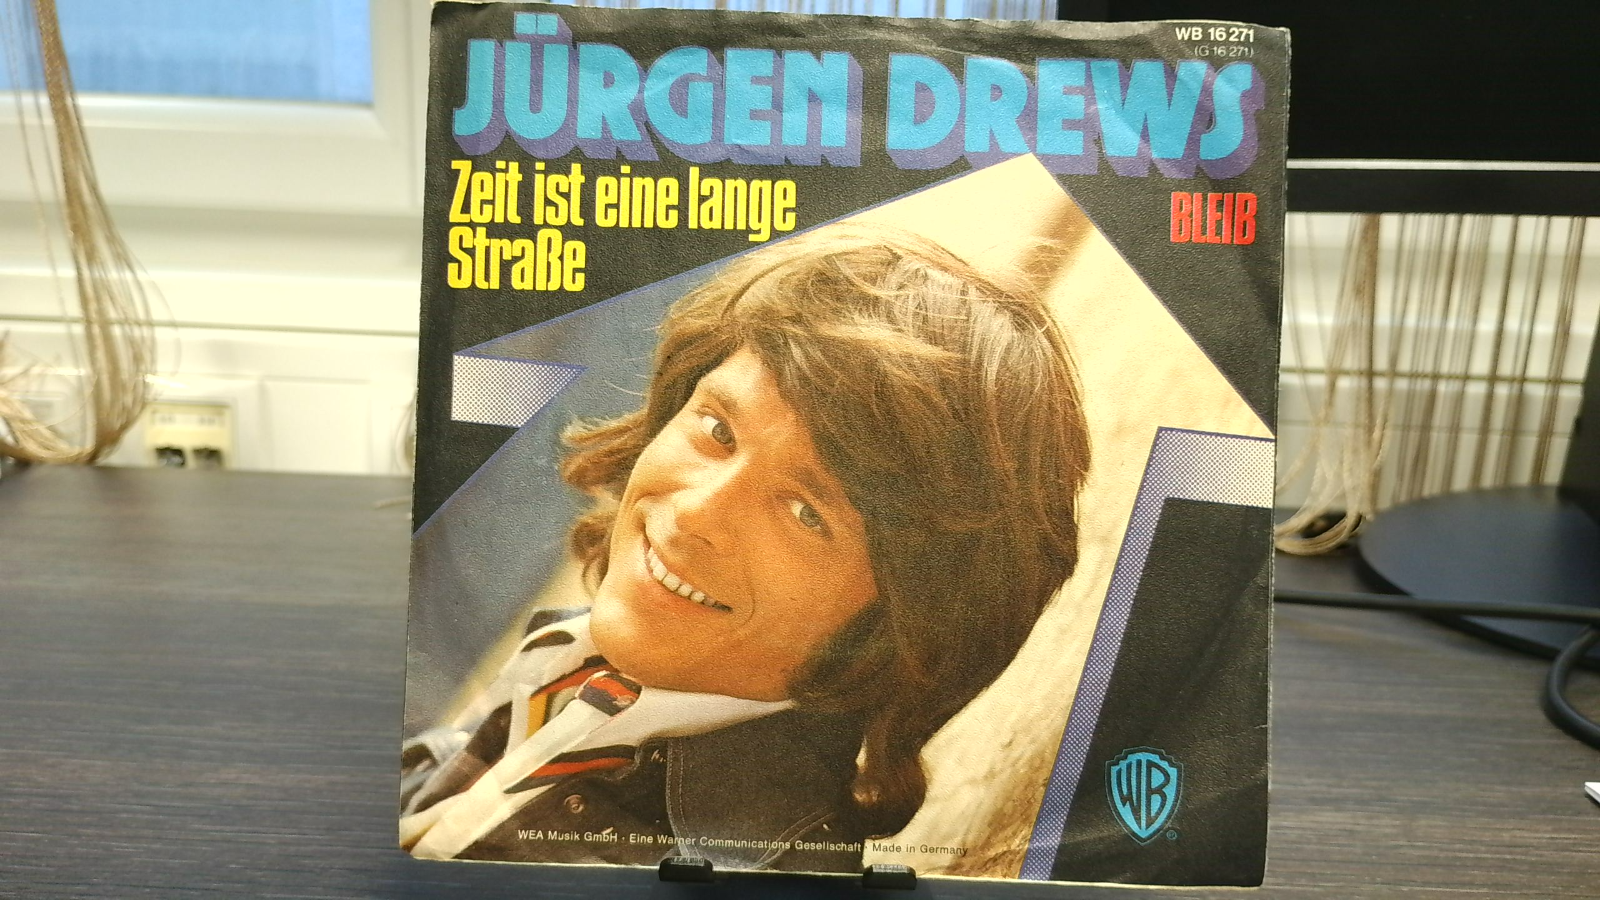 WB 16 271
(G 16 271)
JÜRGEN DREWS
Zeit ist eine lange
Straße
BLEIB
WB
WEA Musik GmbH · Eine Warner Communications Gesellschaft · Made in Germany